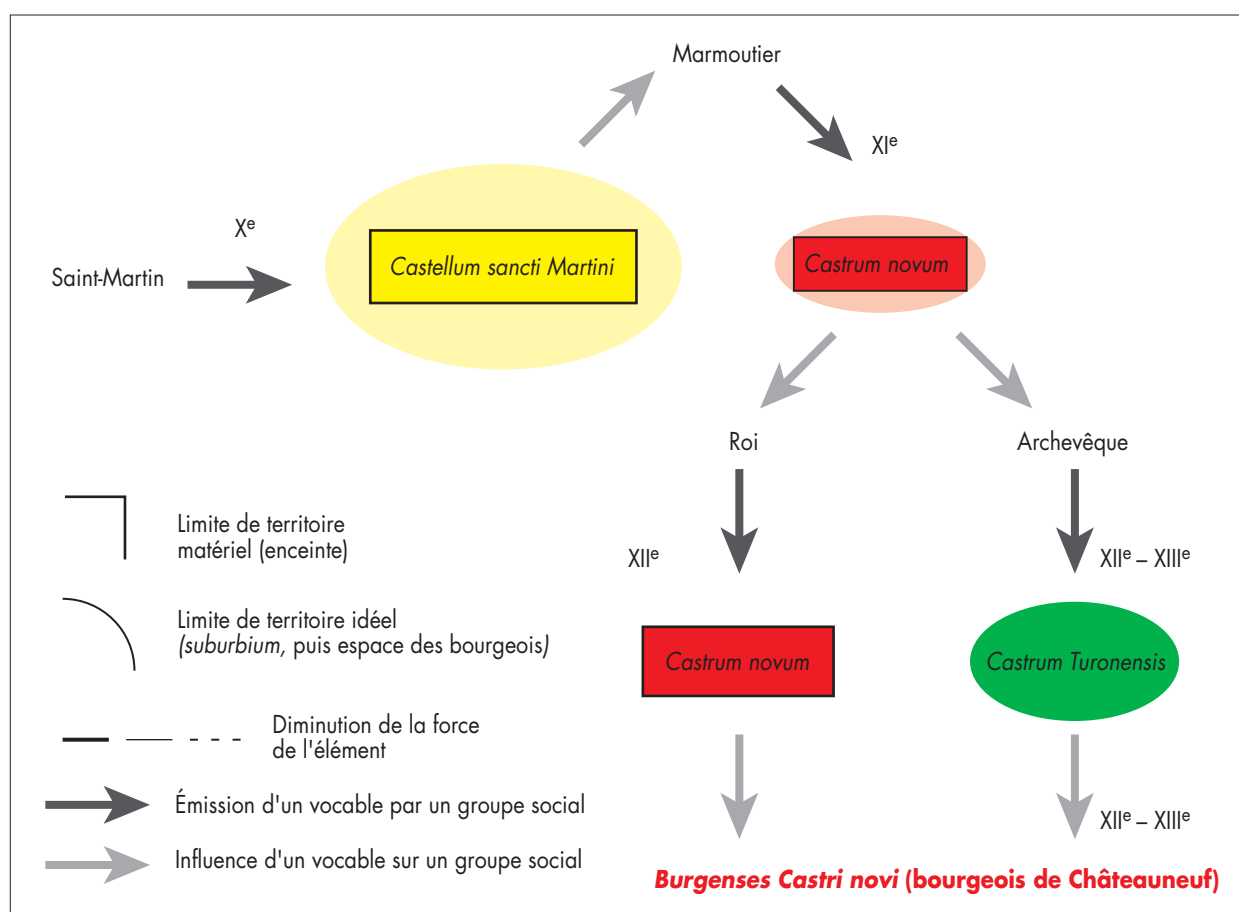 Marmoutier
XIe
Xe
Saint-Martin
Castellum sancti Martini
Castrum novum
Roi
Archevêque
XIIe
XIIe – XIIIe
Castrum novum
Castrum Turonensis
XIIe – XIIIe
Burgenses Castri novi (bourgeois de Châteauneuf)
Limite de territoire
matériel (enceinte)
Limite de territoire idéel
(suburbium, puis espace des bourgeois)
Diminution de la force
de l'élément
Émission d'un vocable par un groupe social
Influence d'un vocable sur un groupe social